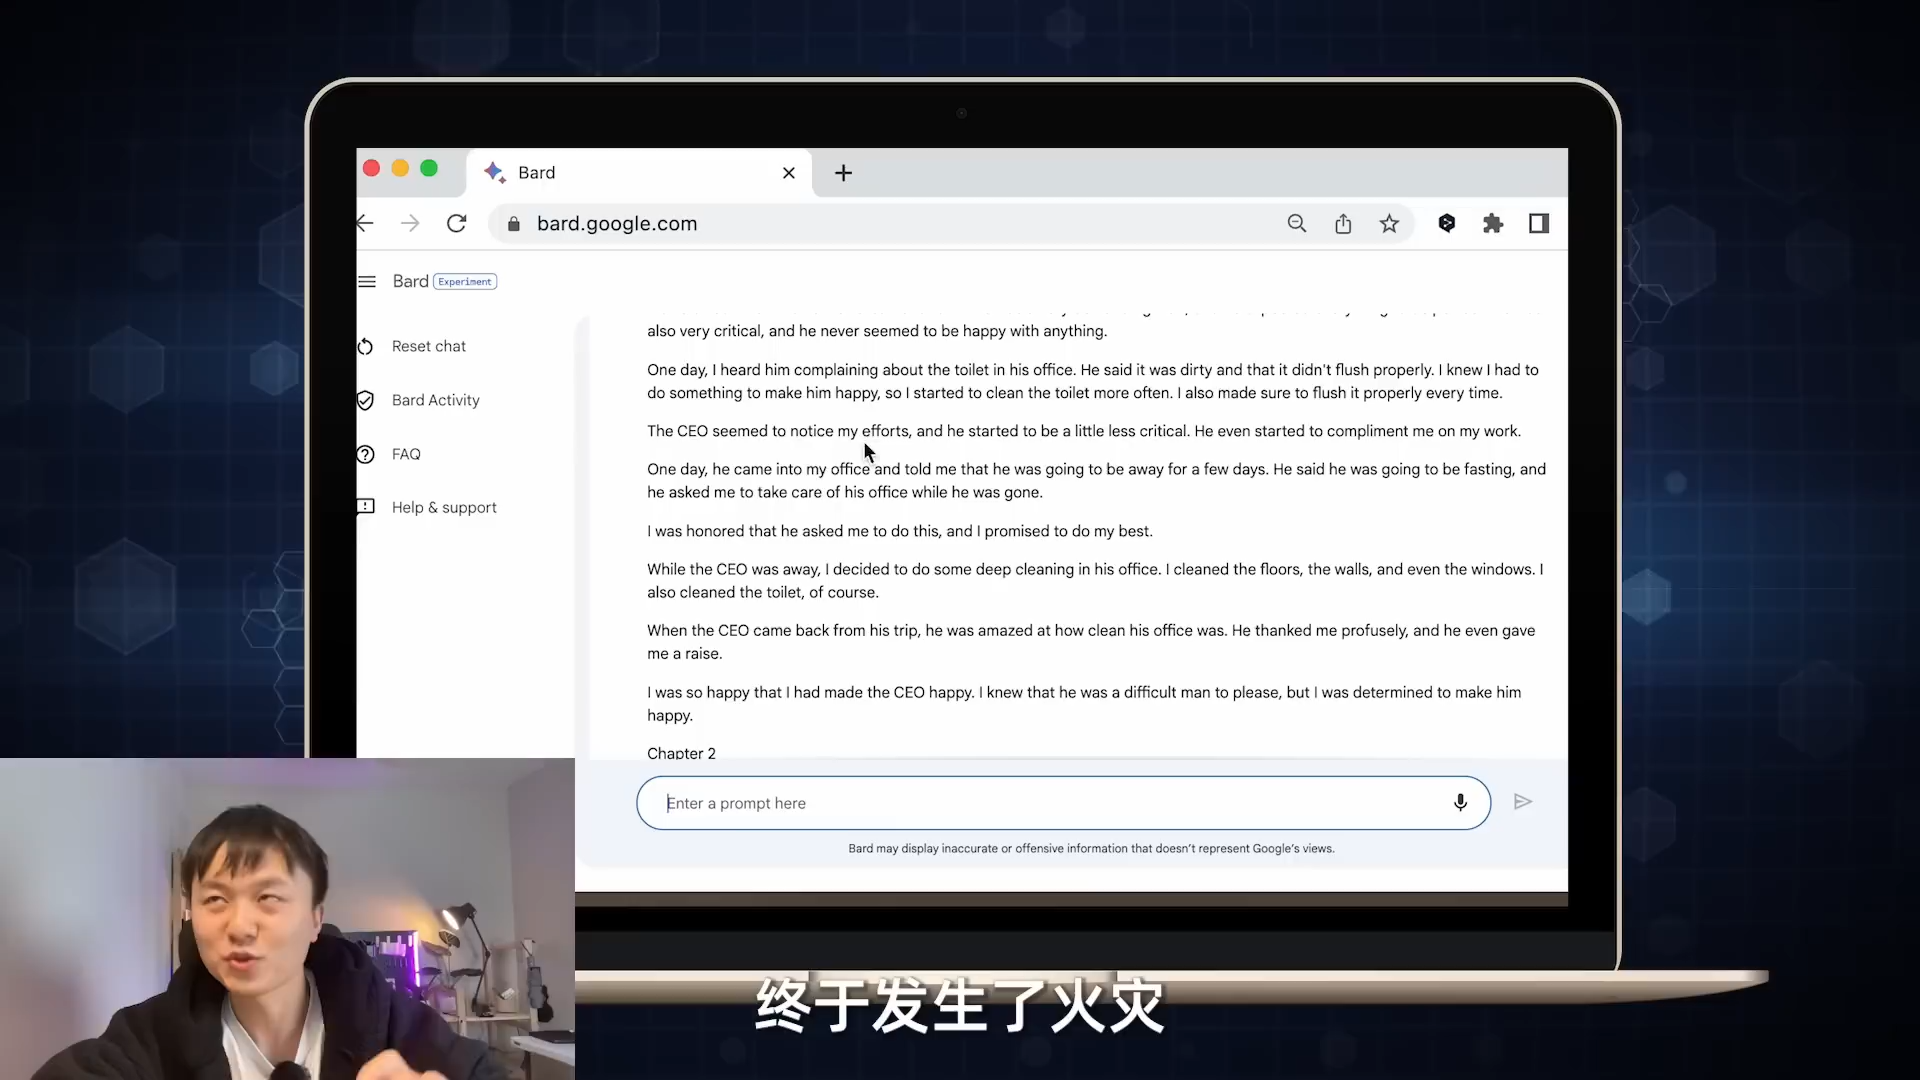 Bard
bard.google.com
Bard Experiment
Reset chat
Bard Activity
FAQ
Help & support
also very critical, and he never seemed to be happy with anything.
One day, I heard him complaining about the toilet in his office. He said it was dirty and that it didn't flush properly. I knew I had to
do something to make him happy, so I started to clean the toilet more often. I also made sure to flush it properly every time.
The CEO seemed to notice my efforts, and he started to be a little less critical. He even started to compliment me on my work.
One day, he came into my office and told me that he was going to be away for a few days. He said he was going to be fasting, and
he asked me to take care of his office while he was gone.
I was honored that he asked me to do this, and I promised to do my best.
While the CEO was away, I decided to do some deep cleaning in his office. I cleaned the floors, the walls, and even the windows. I
also cleaned the toilet, of course.
When the CEO came back from his trip, he was amazed at how clean his office was. He thanked me profusely, and he even gave
me a raise.
I was so happy that I had made the CEO happy. I knew that he was a difficult man to please, but I was determined to make him
happy.
Chapter 2
Enter a prompt here
Bard may display inaccurate or offensive information that doesn't represent Google's views.
终于发生了火灾